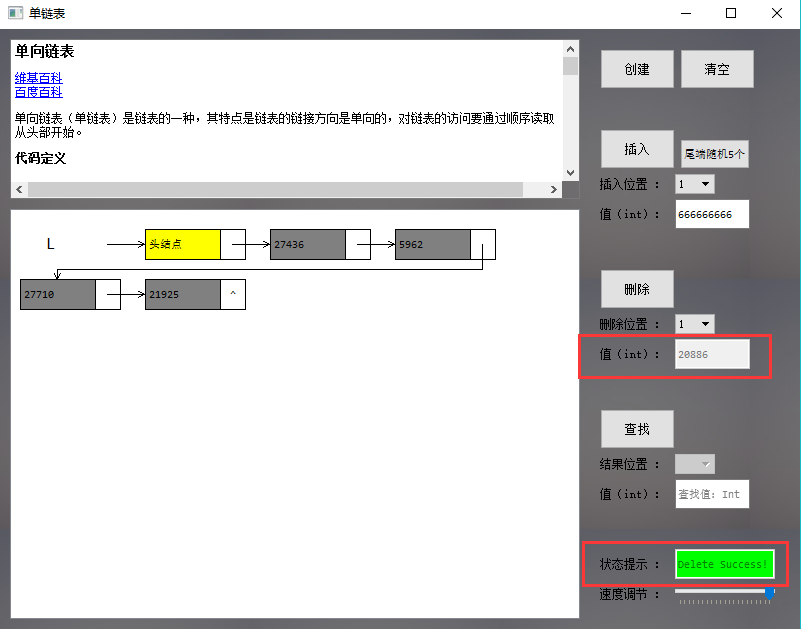 单链表
单向链表
维基百科
百度百科
单向链表（单链表）是链表的一种，其特点是链表的链接方向是单向的，对链表的访问要通过顺序读取
从头部开始。
代码定义
L
头结点
27436
5962
27710
21925
^
创建
清空
插入
尾端随机5个
插入位置 ：
1
值（int）：
666666666
删除
删除位置 ：
1
值（int）：
20886
查找
结果位置 ：
值（int）：
查找值：Int
状态提示 ：
Delete Success!
速度调节 ：